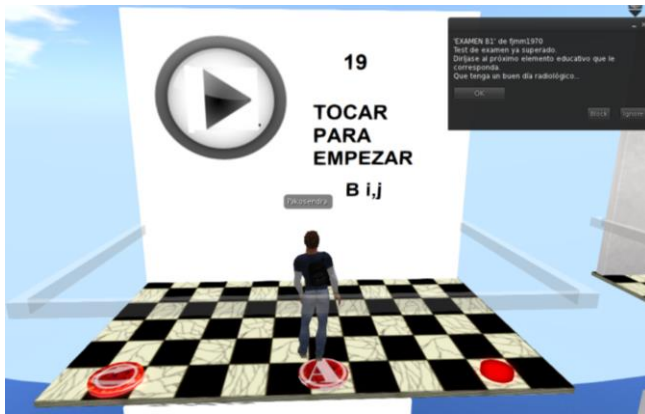 19
TOCAR
PARA
EMPEZAR
B i,j
'EXAMEN B1' de fjmm1970
Test de examen ya superado.
Diríjase al próximo elemento educativo que le
corresponda.
Que tenga un buen día radiológico...
OK
Block
Ignore
Pakusendra
A